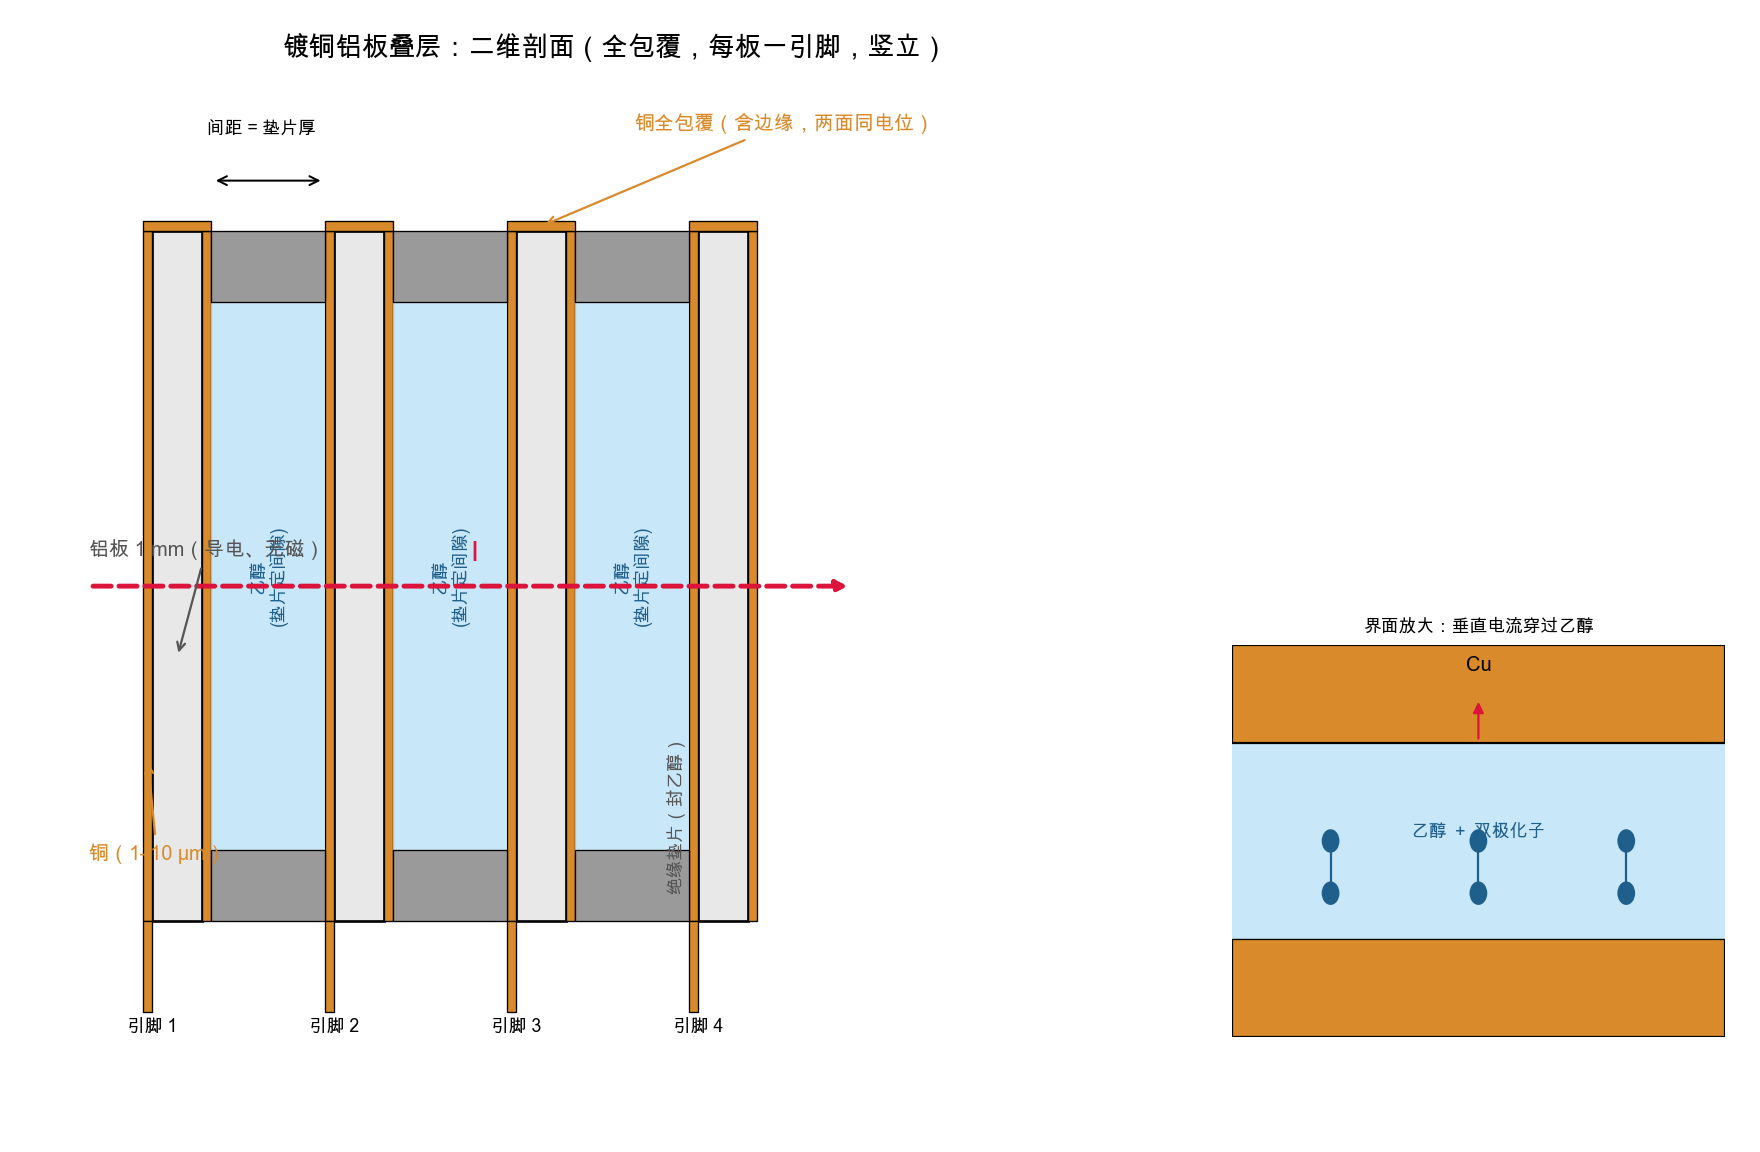 镀铜铝板叠层：二维剖面（全包覆，每板一引脚，竖立）
间距 = 垫片厚
铜全包覆（含边缘，两面同电位）
铝板 1 mm（导电、无磁）
乙醇
(垫片定间隙)
乙醇
(垫片定间隙)
I
乙醇
(垫片定间隙)
绝缘垫片（封乙醇）
铜（1–10 µm）
引脚 1
引脚 2
引脚 3
引脚 4
界面放大：垂直电流穿过乙醇
Cu
乙醇 + 双极化子